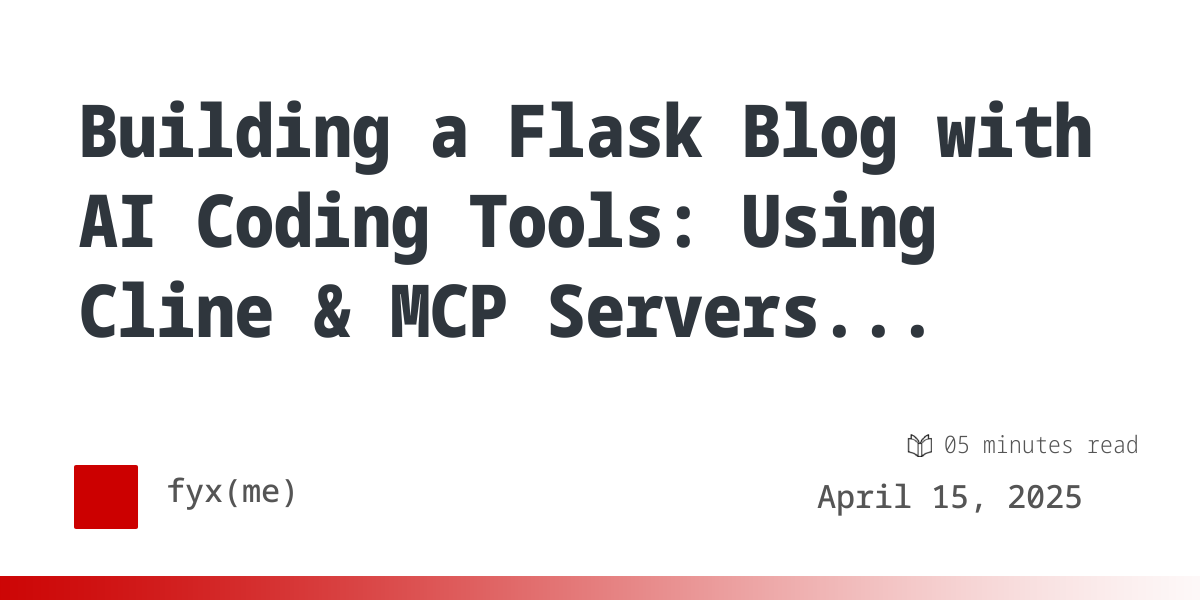 Building a Flask Blog with
AI Coding Tools: Using
Cline & MCP Servers...
05 minutes read
fyx(me)
April 15, 2025